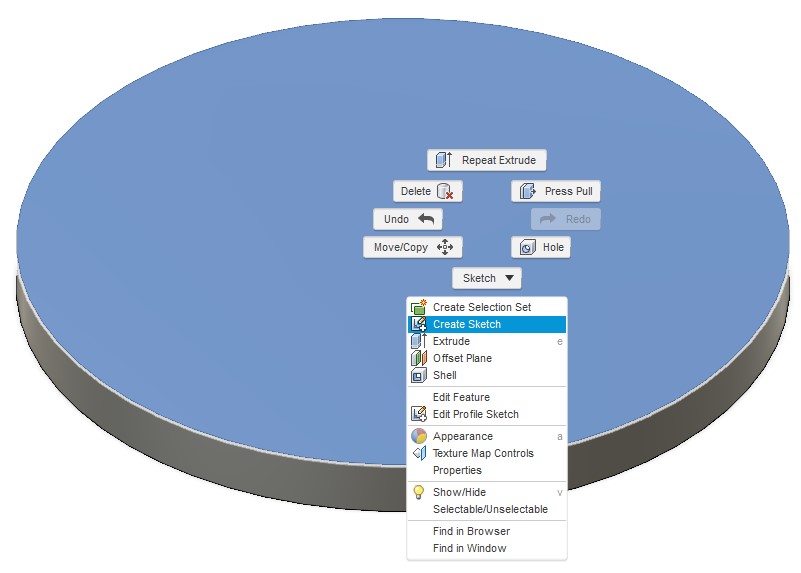 Repeat Extrude
Delete
Press Pull
Undo
Redo
Move/Copy
Hole
Sketch
Create Selection Set
Create Sketch
Extrude e
Offset Plane
Shell
Edit Feature
Edit Profile Sketch
Appearance a
Texture Map Controls
Properties
Show/Hide v
Selectable/Unselectable
Find in Browser
Find in Window